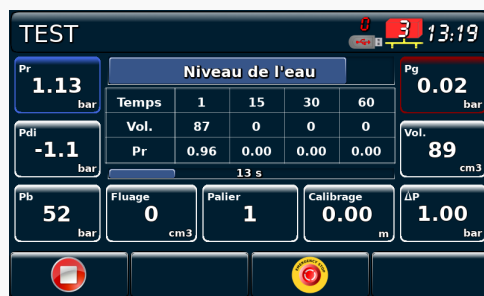 TEST
0
3
13:19
Pr
1.13
bar
Niveau de l'eau
Pg
0.02
bar
Temps 1 15 30 60
Vol. 87 0 0 0
Pr 0.96 0.00 0.00 0.00
13 s
Pdi
-1.1
bar
Vol.
89
cm3
Pb
52
bar
Fluage
0
cm3
Palier
1
Calibrage
0.00
m
ΔP
1.00
bar
EMERGENCY STOP